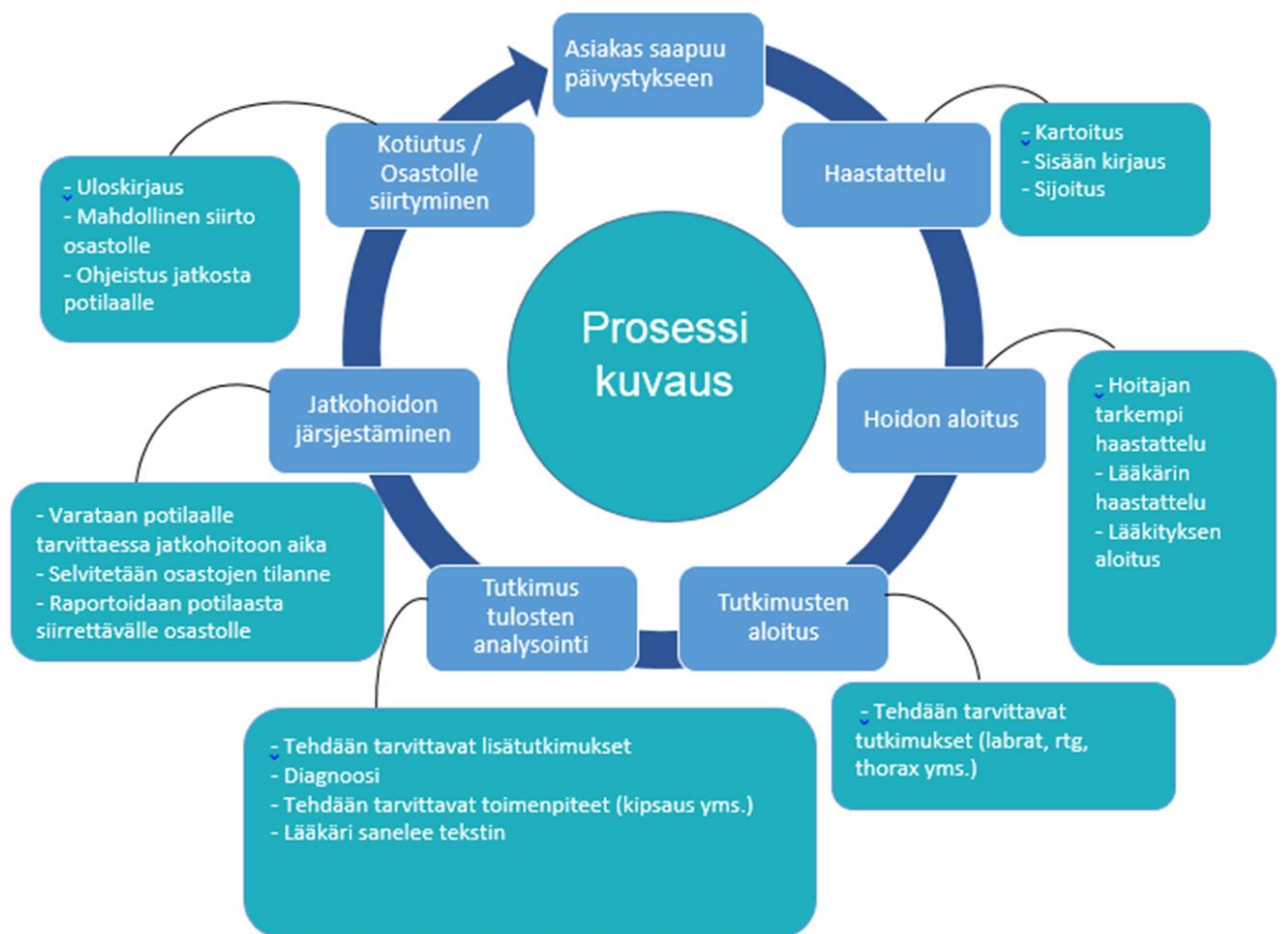 Asiakas saapuu
päivystykseen
Haastattelu
- Kartoitus
- Sisään kirjaus
- Sijoitus
Hoidon aloitus
- Hoitajan
tarkempi
haastattelu
- Lääkärin
haastattelu
- Lääkityksen
aloitus
Tutkimusten
aloitus
- Tehdään tarvittavat
tutkimukset (labrat, rtg,
thorax yms.)
Tutkimus
tulosten
analysointi
- Tehdään tarvittavat lisätutkimukset
- Diagnoosi
- Tehdään tarvittavat toimenpiteet (kipsaus yms.)
- Lääkäri sanelee tekstin
Jatkohoidon
järsjestäminen
- Varataan potilaalle
tarvittaessa jatkohoitoon aika
- Selvitetään osastojen tilanne
- Raportoidaan potilaasta
siirrettävälle osastolle
Kotiutus /
Osastolle
siirtyminen
- Uloskirjaus
- Mahdollinen siirto
osastolle
- Ohjeistus jatkosta
potilaalle
Prosessi
kuvaus